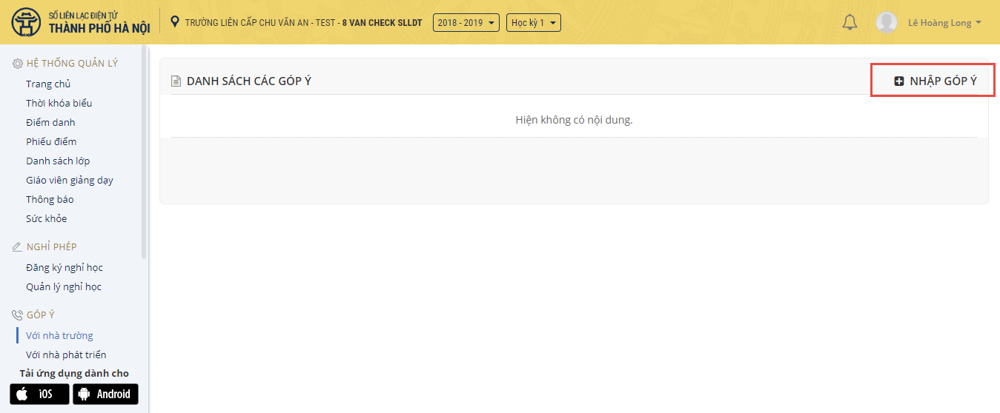 SỔ LIÊN LẠC ĐIỆN TỬ
THÀNH PHỐ HÀ NỘI
TRƯỜNG LIÊN CẤP CHU VĂN AN - TEST - 8 VAN CHECK SLLDT
2018 - 2019
Học kỳ 1
Lê Hoàng Long
HỆ THỐNG QUẢN LÝ
Trang chủ
Thời khóa biểu
Điểm danh
Phiếu điểm
Danh sách lớp
Giáo viên giảng dạy
Thông báo
Sức khỏe
NGHỈ PHÉP
Đăng ký nghỉ học
Quản lý nghỉ học
GÓP Ý
Với nhà trường
Với nhà phát triển
Tải ứng dụng dành cho
iOS
Android
DANH SÁCH CÁC GÓP Ý
NHẬP GÓP Ý
Hiện không có nội dung.